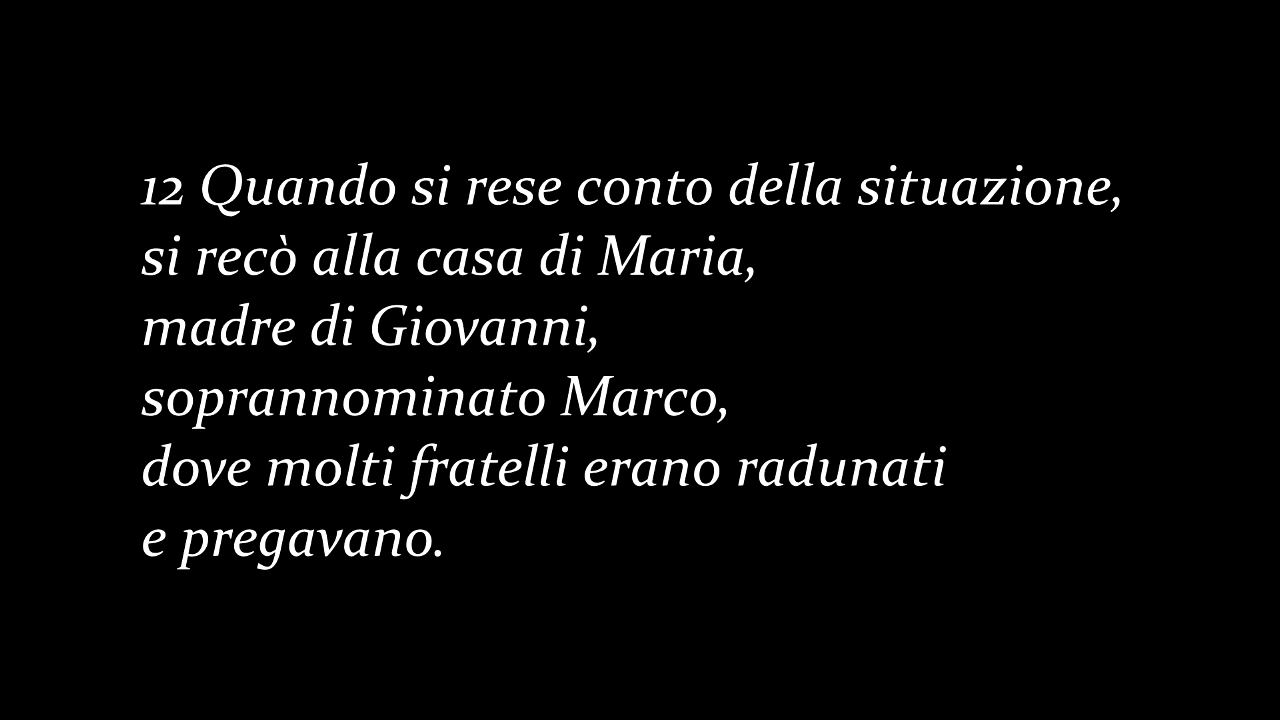 12 Quando si rese conto della situazione,
si recò alla casa di Maria,
madre di Giovanni,
soprannominato Marco,
dove molti fratelli erano radunati
e pregavano.